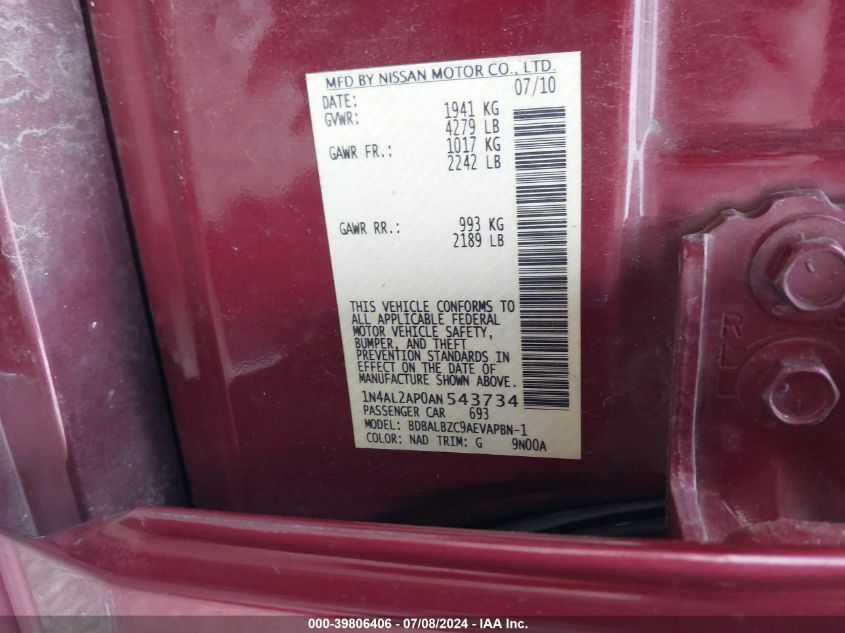 MFD BY NISSAN MOTOR CO., LTD.
DATE: 07/10
GVWR: 1941 KG
4279 LB
GAWR FR.: 1017 KG
2242 LB
GAWR RR.: 993 KG
2189 LB
THIS VEHICLE CONFORMS TO
ALL APPLICABLE FEDERAL
MOTOR VEHICLE SAFETY,
BUMPER, AND THEFT
PREVENTION STANDARDS IN
EFFECT ON THE DATE OF
MANUFACTURE SHOWN ABOVE.
1N4AL2AP0AN543734
PASSENGER CAR 693
MODEL: BDBALBZC9AEVAPBN-1
COLOR: NAD TRIM: G 9N00A
000-39806406 - 07/08/2024 - IAA Inc.